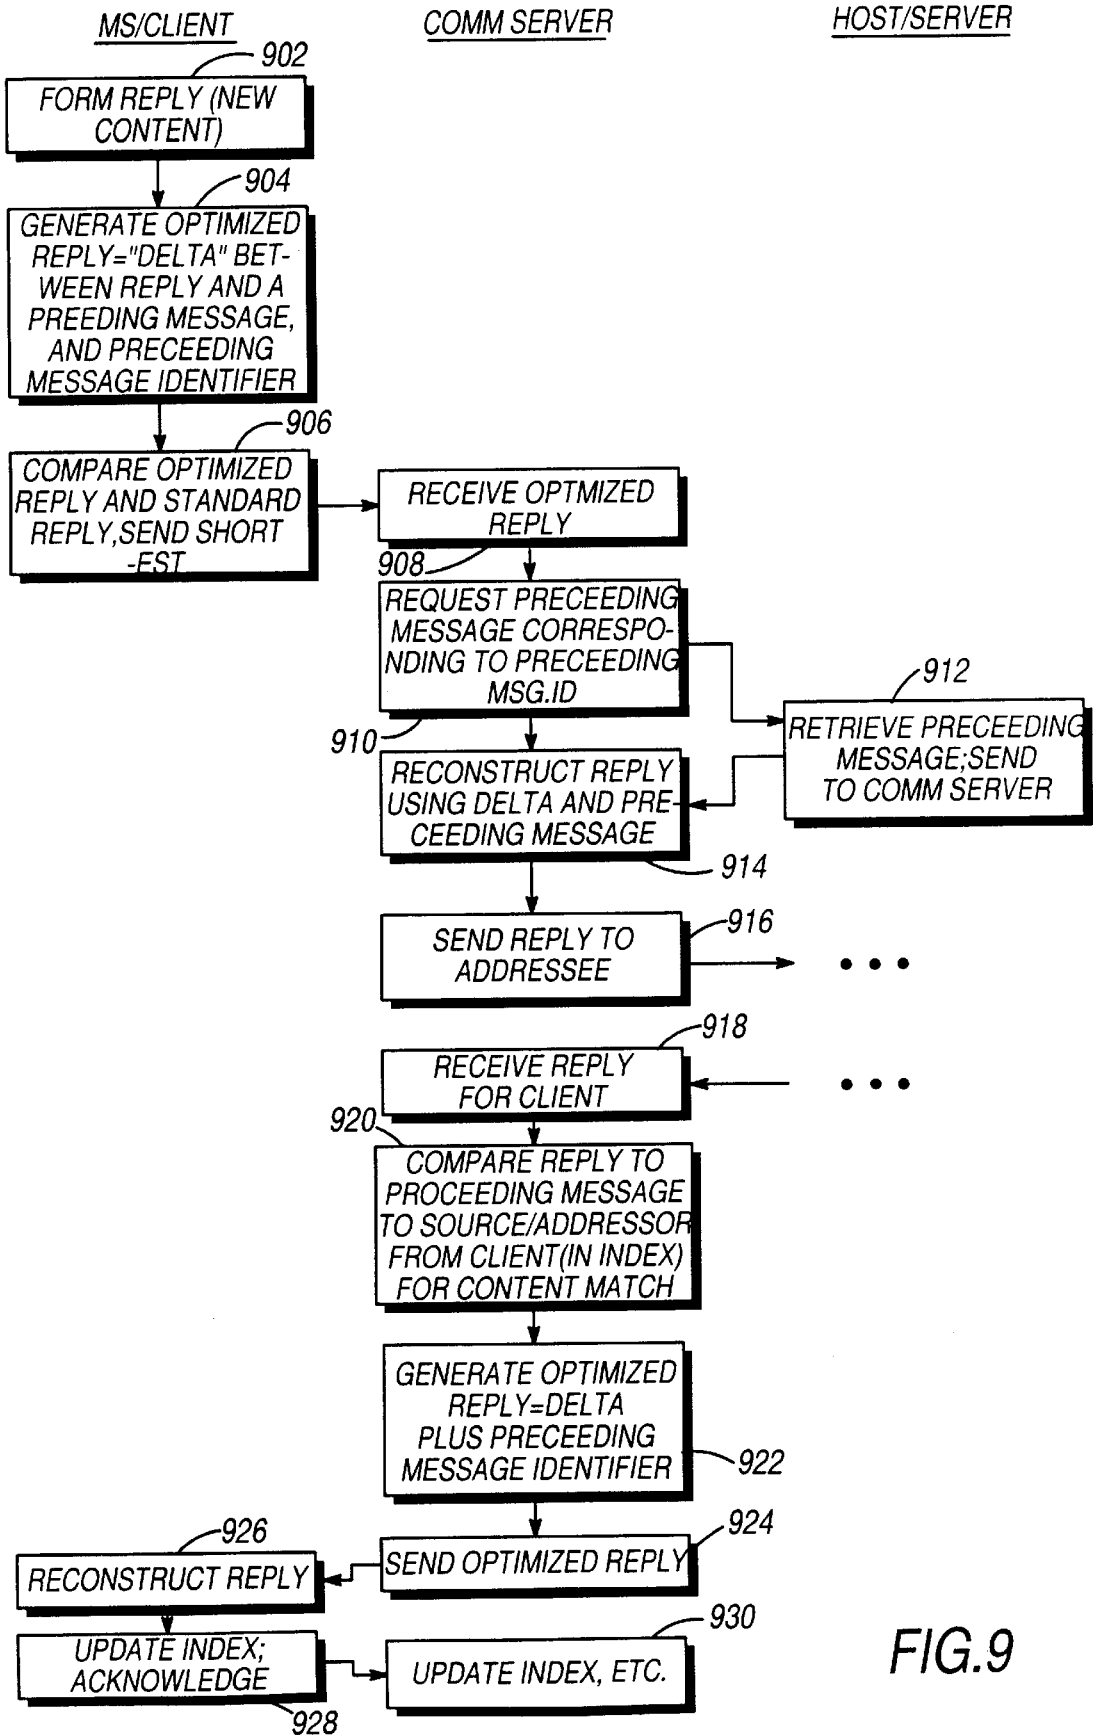 MS/CLIENT
COMM SERVER
HOST/SERVER
902
FORM REPLY (NEW
CONTENT)
904
GENERATE OPTIMIZED
REPLY="DELTA" BET-
WEEN REPLY AND A
PREEDING MESSAGE,
AND PRECEEDING
MESSAGE IDENTIFIER
906
COMPARE OPTIMIZED
REPLY AND STANDARD
REPLY,SEND SHORT
-EST
RECEIVE OPTMIZED
REPLY
908
REQUEST PRECEEDING
MESSAGE CORRESPO-
NDING TO PRECEEDING
MSG.ID
910
912
RETRIEVE PRECEEDING
MESSAGE;SEND
TO COMM SERVER
RECONSTRUCT REPLY
USING DELTA AND PRE-
CEEDING MESSAGE
914
SEND REPLY TO
ADDRESSEE
916
918
RECEIVE REPLY
FOR CLIENT
920
COMPARE REPLY TO
PROCEEDING MESSAGE
TO SOURCE/ADDRESSOR
FROM CLIENT(IN INDEX)
FOR CONTENT MATCH
GENERATE OPTIMIZED
REPLY=DELTA
PLUS PRECEEDING
MESSAGE IDENTIFIER
922
SEND OPTIMIZED REPLY
924
926
RECONSTRUCT REPLY
UPDATE INDEX;
ACKNOWLEDGE
928
930
UPDATE INDEX, ETC.
FIG.9